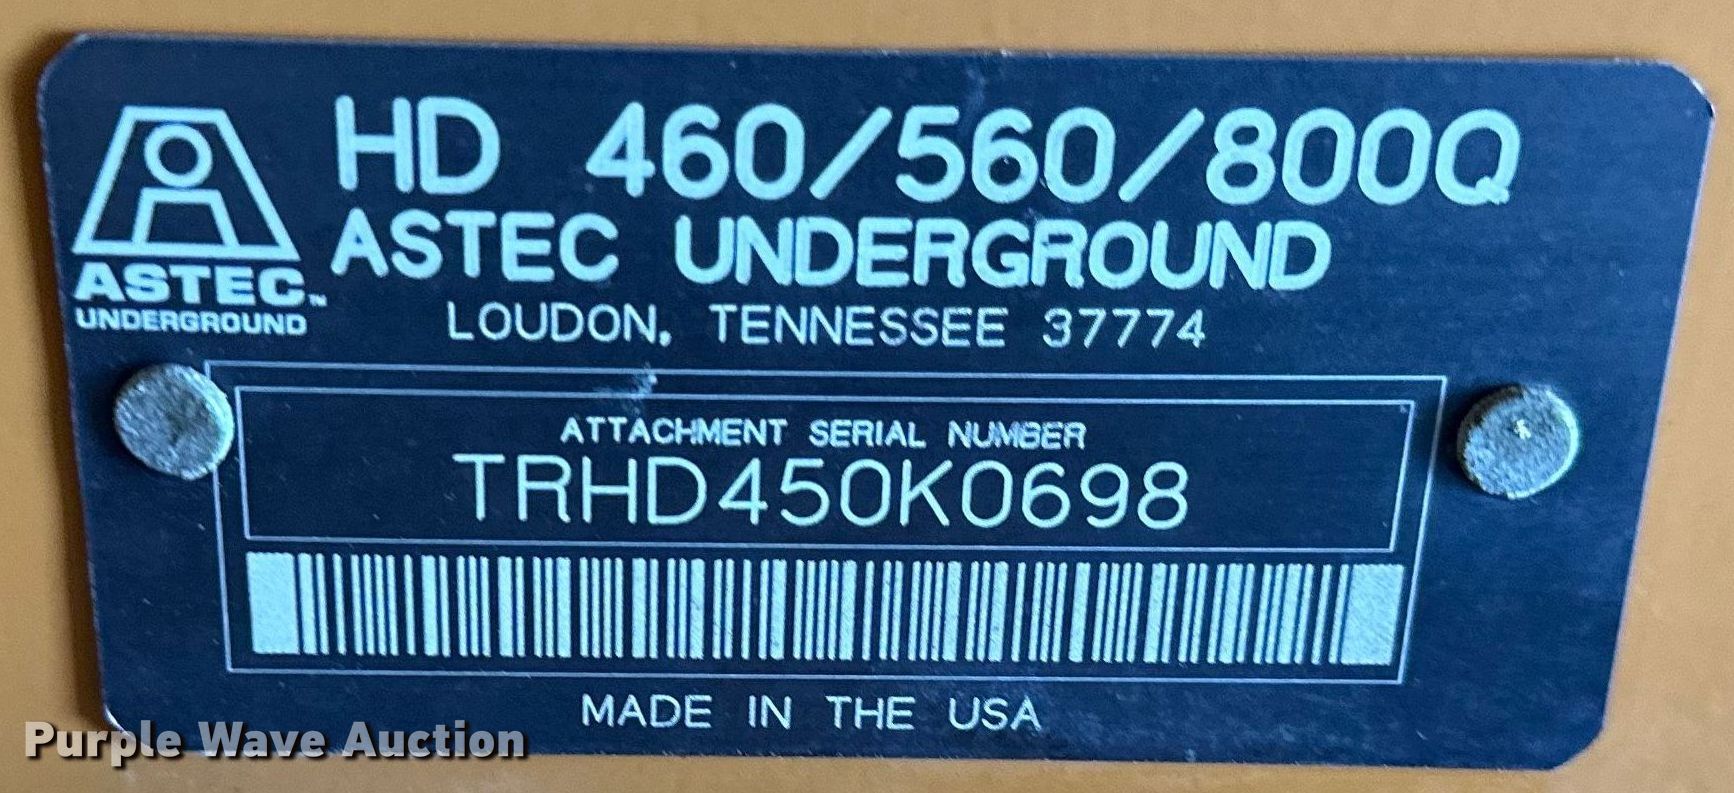 HD 460/560/800Q
ASTEC UNDERGROUND
ASTEC™
UNDERGROUND
LOUDON, TENNESSEE 37774
ATTACHMENT SERIAL NUMBER
TRHD450K0698
MADE IN THE USA
Purple Wave Auction